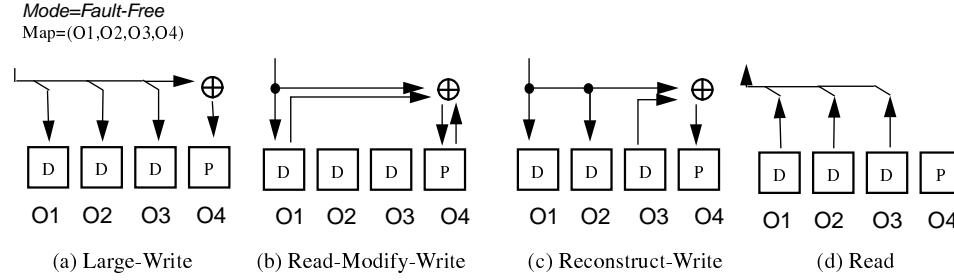 Mode=Fault-Free
Map=(O1,O2,O3,O4)
D D D P D D D P D D D P D D D P
O1 O2 O3 O4 O1 O2 O3 O4 O1 O2 O3 O4 O1 O2 O3 O4
(a) Large-Write (b) Read-Modify-Write (c) Reconstruct-Write (d) Read